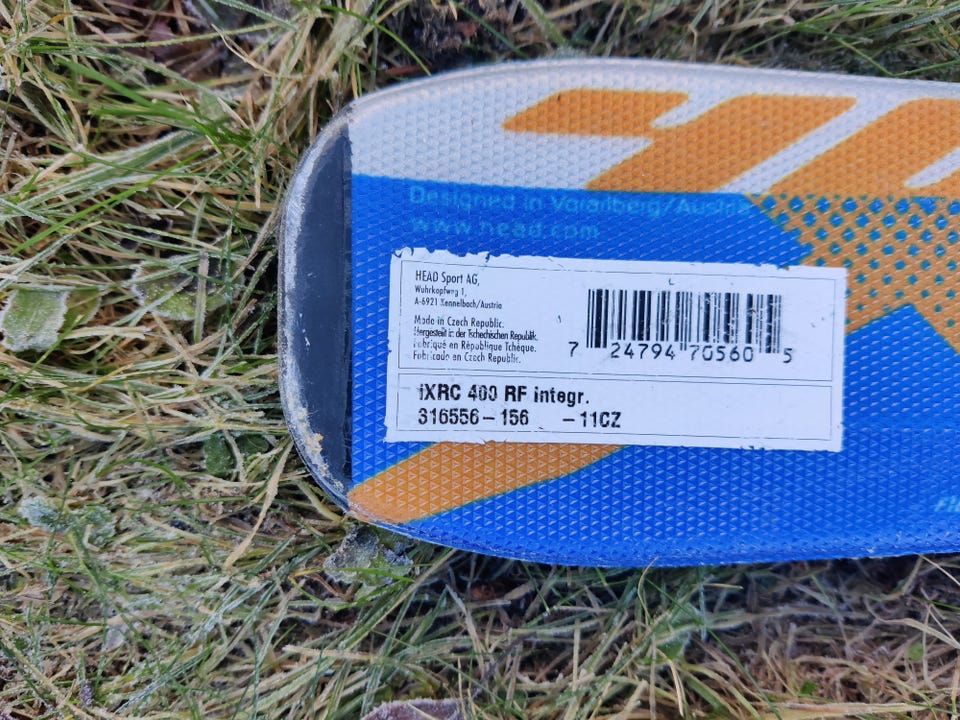 Designed in Vorarlberg/Austria
www.head.com
HEAD Sport AG,
Wuhrkopfweg 1,
A-6921 Kennelbach/Austria
Made in Czech Republic.
Hergestellt in der Tschechischen Republik.
Fabriqué en République Tchèque.
Fabricado en Czech Republic.
7 24794 70560 5
iXRC 400 RF integr.
316556-156 -11CZ